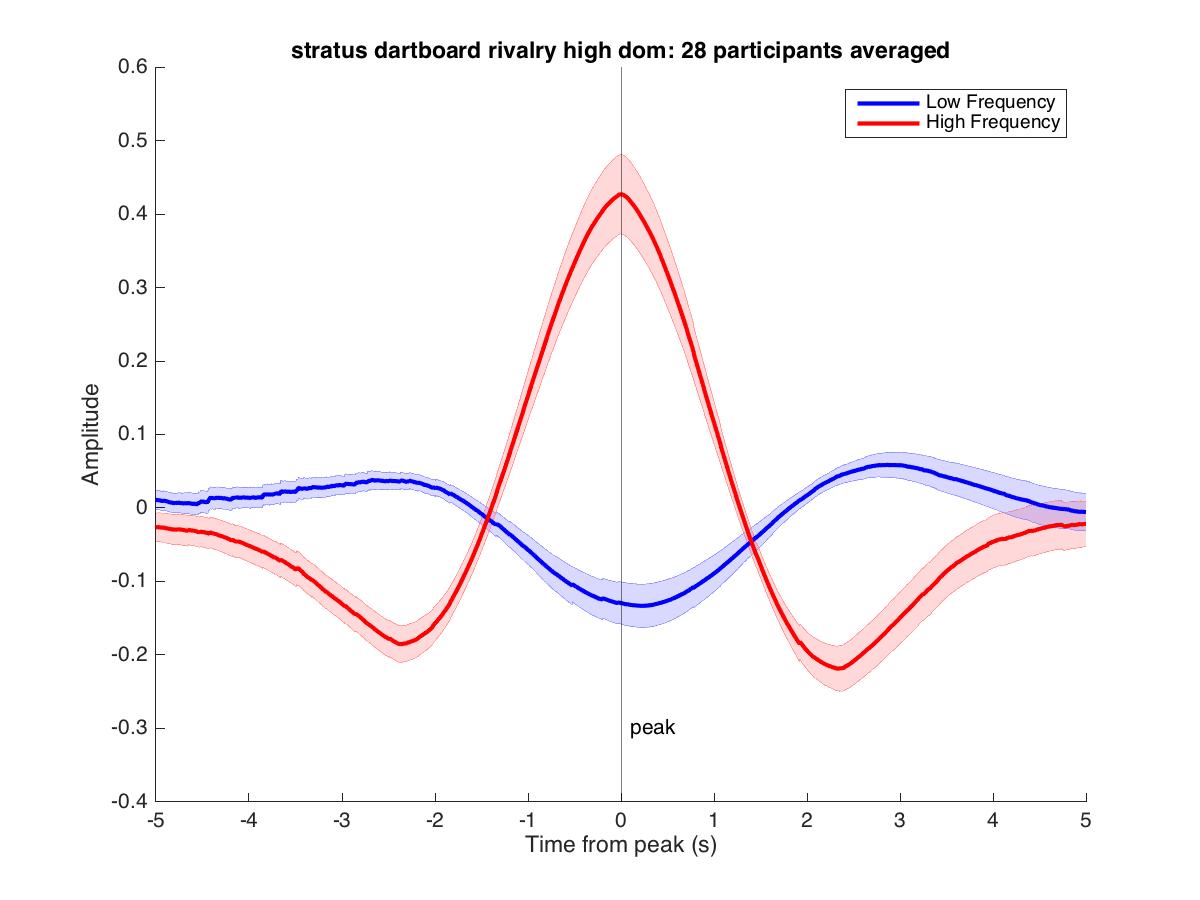 stratus dartboard rivalry high dom: 28 participants averaged
0.6
Low Frequency
High Frequency
0.5
0.4
0.3
0.2
0.1
0
-0.1
-0.2
-0.3
-0.4
Amplitude
peak
-5 -4 -3 -2 -1 0 1 2 3 4 5
Time from peak (s)